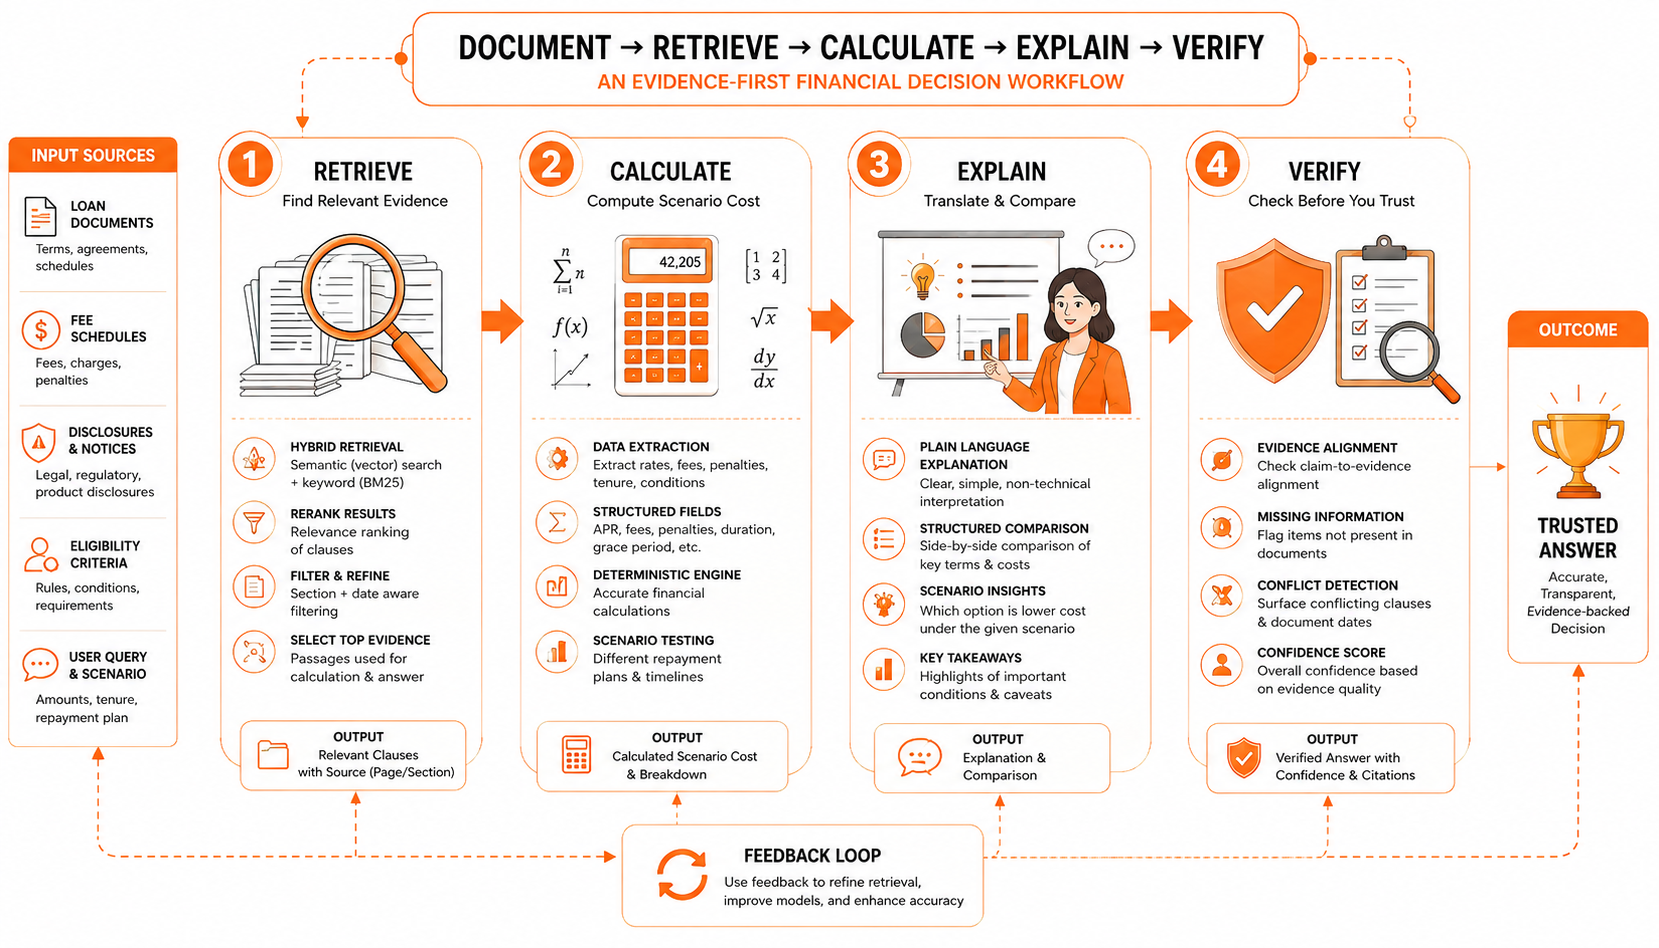 DOCUMENT → RETRIEVE → CALCULATE → EXPLAIN → VERIFY
AN EVIDENCE-FIRST FINANCIAL DECISION WORKFLOW
INPUT SOURCES
LOAN
DOCUMENTS
Terms, agreements,
schedules
$
FEE
SCHEDULES
Fees, charges,
penalties
DISCLOSURES
& NOTICES
Legal, regulatory,
product disclosures
ELIGIBILITY
CRITERIA
Rules, conditions,
requirements
USER QUERY
& SCENARIO
Amounts, tenure,
repayment plan
1
RETRIEVE
Find Relevant Evidence
HYBRID RETRIEVAL
Semantic (vector) search
+ keyword (BM25)
RERANK RESULTS
Relevance ranking
of clauses
FILTER & REFINE
Section + date aware
filtering
SELECT TOP EVIDENCE
Passages used for
calculation & answer
OUTPUT
Relevant Clauses
with Source (Page/Section)
2
CALCULATE
Compute Scenario Cost
n
∑ n
i=1
f(x)
42,205
+
1 2
3 4
√x
dy
dx
DATA EXTRACTION
Extract rates, fees, penalties,
tenure, conditions
∑
STRUCTURED FIELDS
APR, fees, penalties, duration,
grace period, etc.
DETERMINISTIC ENGINE
Accurate financial
calculations
SCENARIO TESTING
Different repayment
plans & timelines
OUTPUT
Calculated Scenario Cost
& Breakdown
3
EXPLAIN
Translate & Compare
PLAIN LANGUAGE
EXPLANATION
Clear, simple, non-technical
interpretation
STRUCTURED COMPARISON
Side-by-side comparison of
key terms & costs
SCENARIO INSIGHTS
Which option is lower cost
under the given scenario
KEY TAKEAWAYS
Highlights of important
conditions & caveats
OUTPUT
Explanation &
Comparison
4
VERIFY
Check Before You Trust
EVIDENCE ALIGNMENT
Check claim-to-evidence
alignment
MISSING INFORMATION
Flag items not present in
documents
CONFLICT DETECTION
Surface conflicting clauses
& document dates
CONFIDENCE SCORE
Overall confidence based
on evidence quality
OUTPUT
Verified Answer with
Confidence & Citations
OUTCOME
TRUSTED
ANSWER
Accurate,
Transparent,
Evidence-backed
Decision
FEEDBACK LOOP
Use feedback to refine retrieval,
improve models, and enhance accuracy